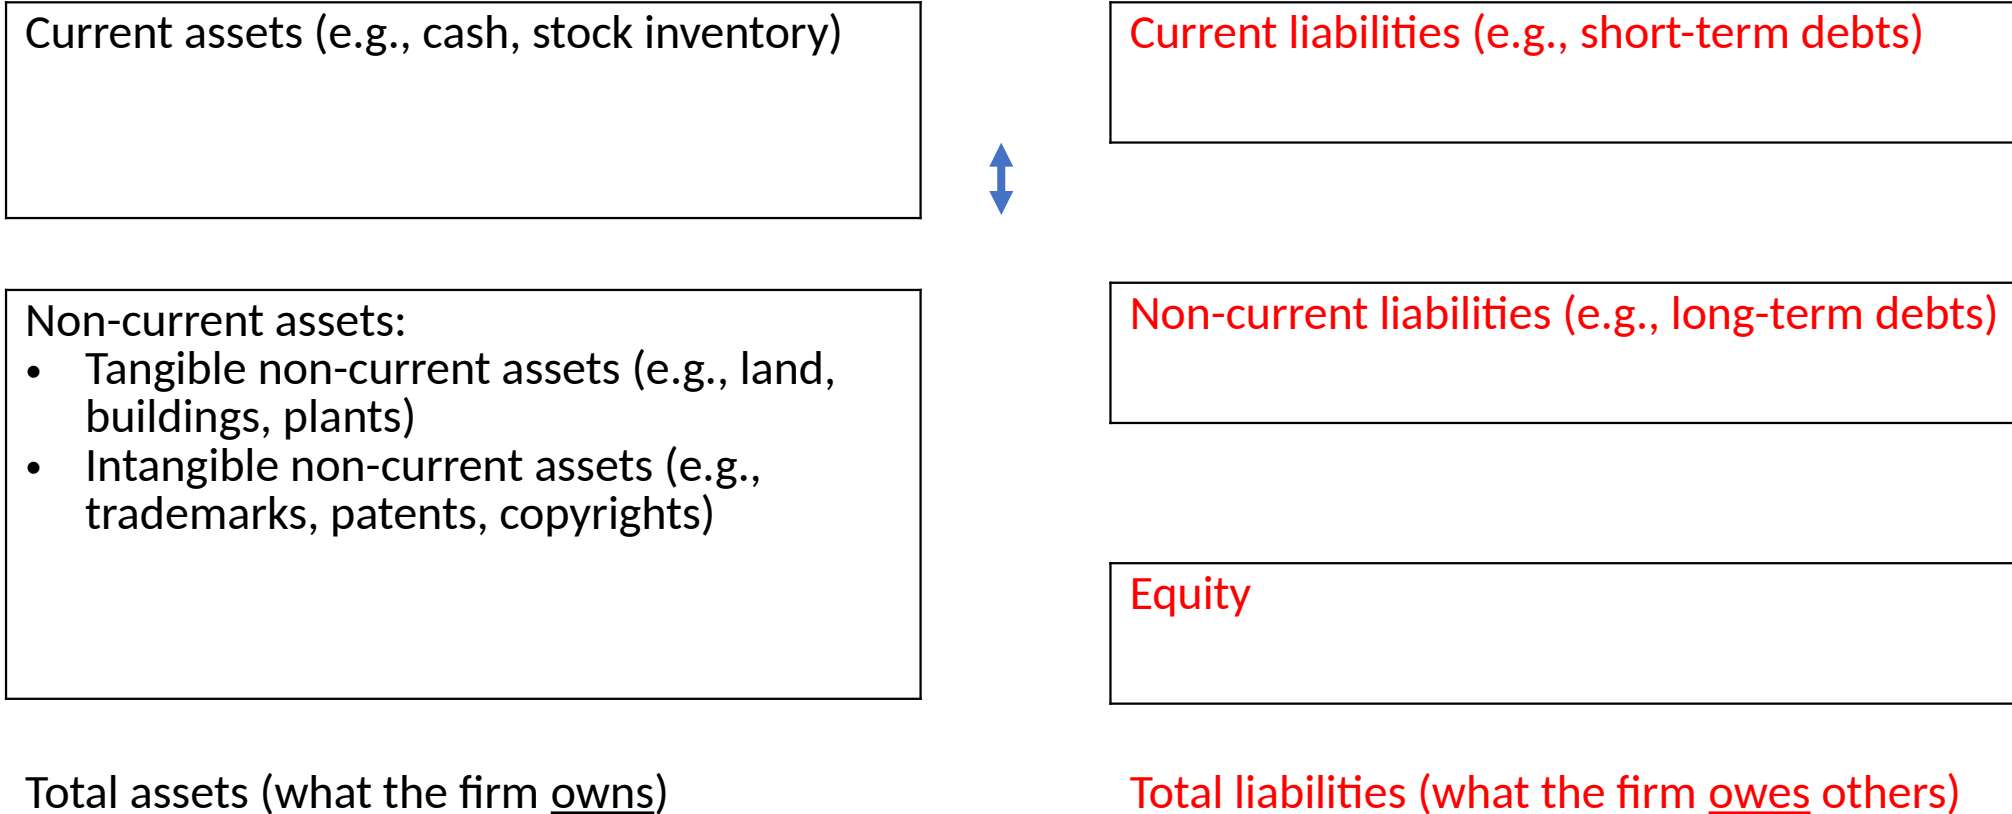 Current assets (e.g., cash, stock inventory)
Non-current assets:
• Tangible non-current assets (e.g., land,
buildings, plants)
• Intangible non-current assets (e.g.,
trademarks, patents, copyrights)
Total assets (what the firm owns)
Current liabilities (e.g., short-term debts)
Non-current liabilities (e.g., long-term debts)
Equity
Total liabilities (what the firm owes others)